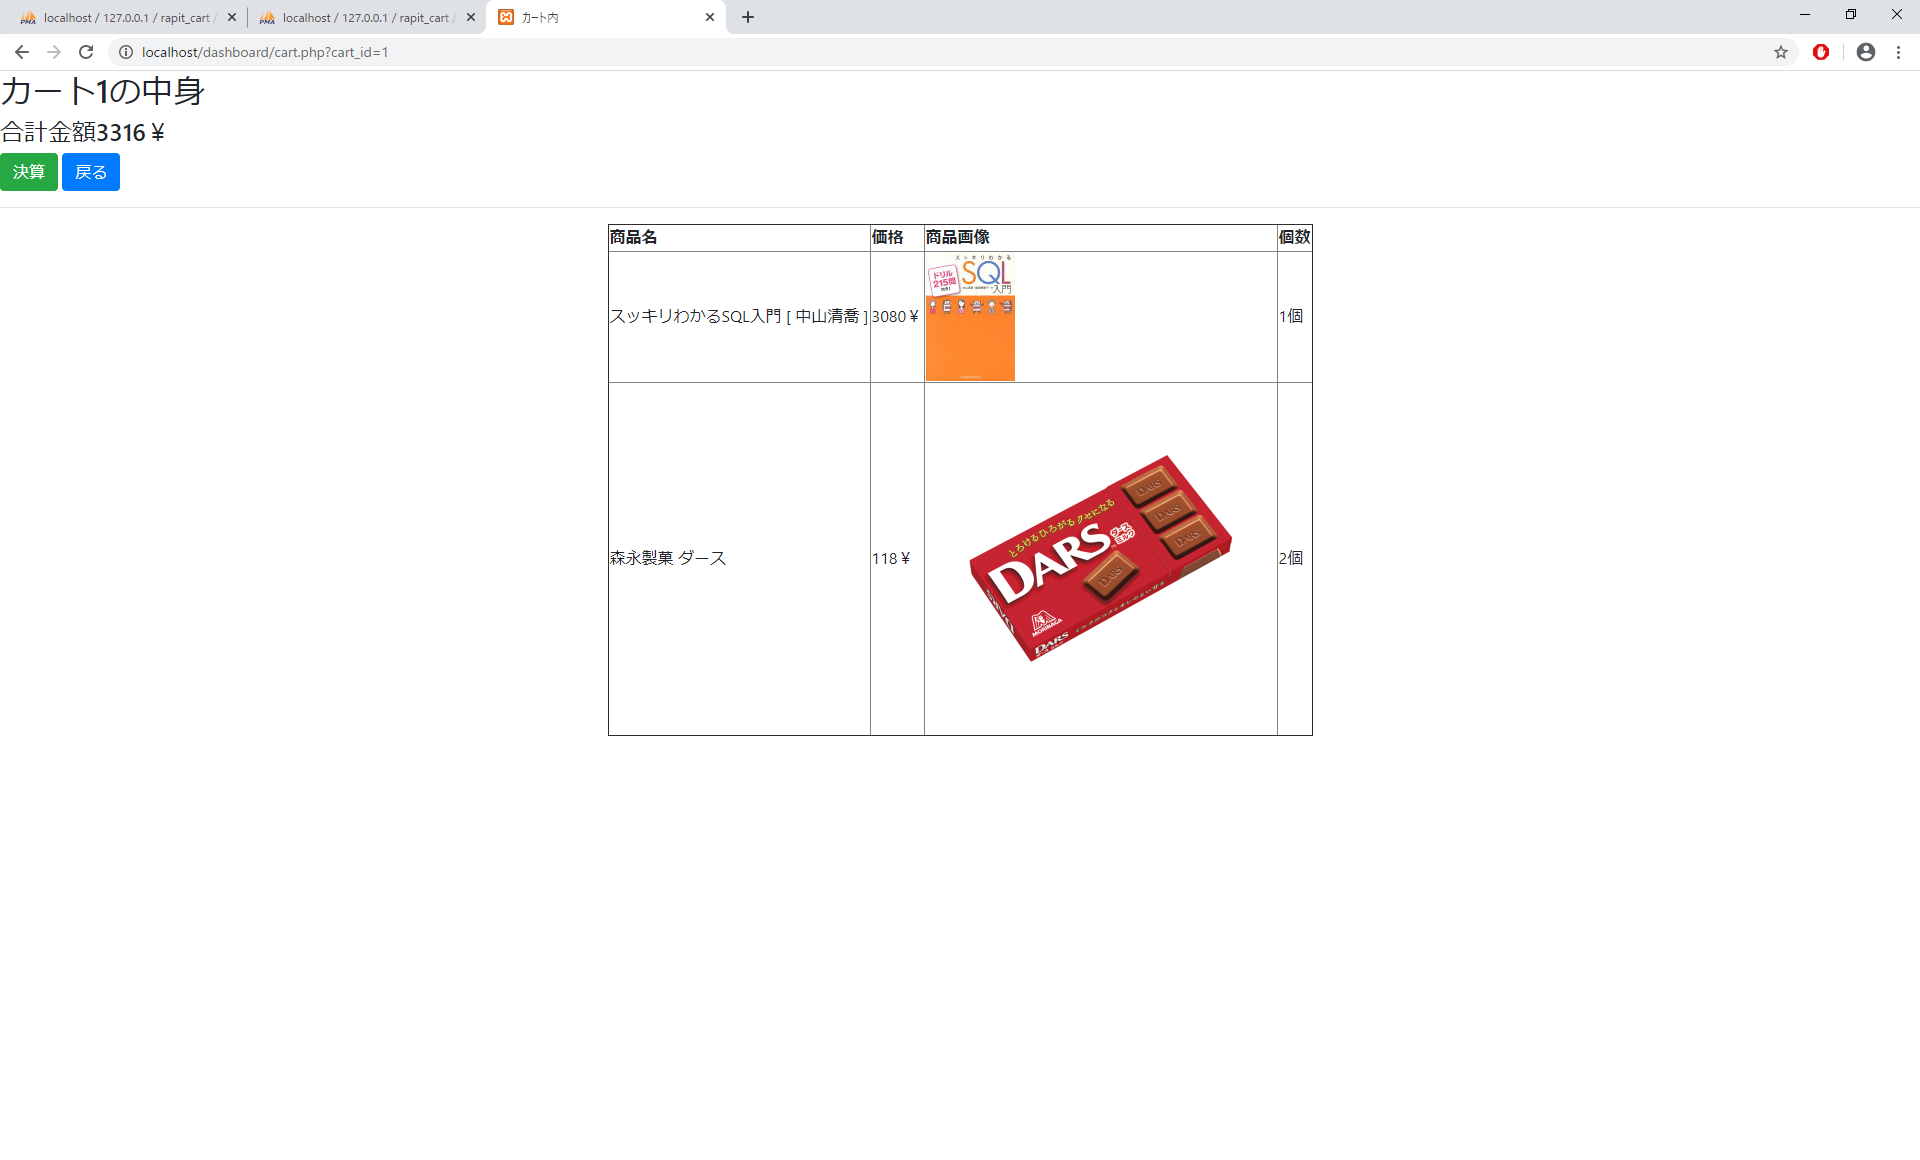 localhost / 127.0.0.1 / rapit_cart /
localhost / 127.0.0.1 / rapit_cart /
カート内
localhost/dashboard/cart.php?cart_id=1
カート1の中身
合計金額3316￥
決算 戻る
商品名 価格 商品画像 個数
スッキリわかるSQL入門 [ 中山清喬 ] 3080￥ 1個
スッキリわかる
SQL
入門
ドリル
215問
付き!
森永製菓 ダース 118￥ 2個
とろけるひろがるクセになる
DARS
ダース
ミルク
DARS
DARS
DARS
DARS
MORINAGA
DARS